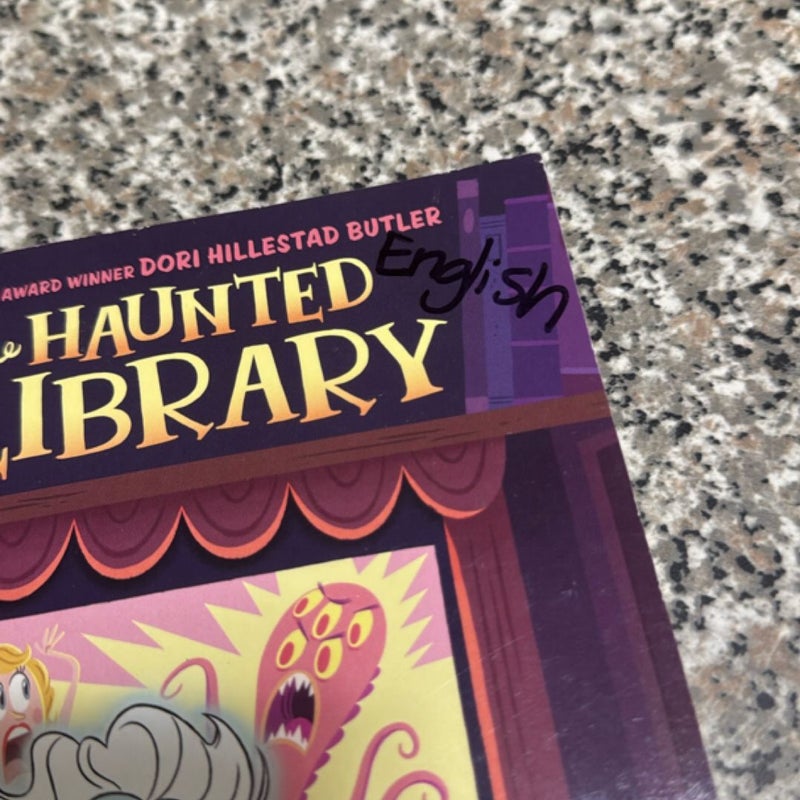 AWARD WINNER DORI HILLESTAD BUTLER
English
HAUNTED
LIBRARY